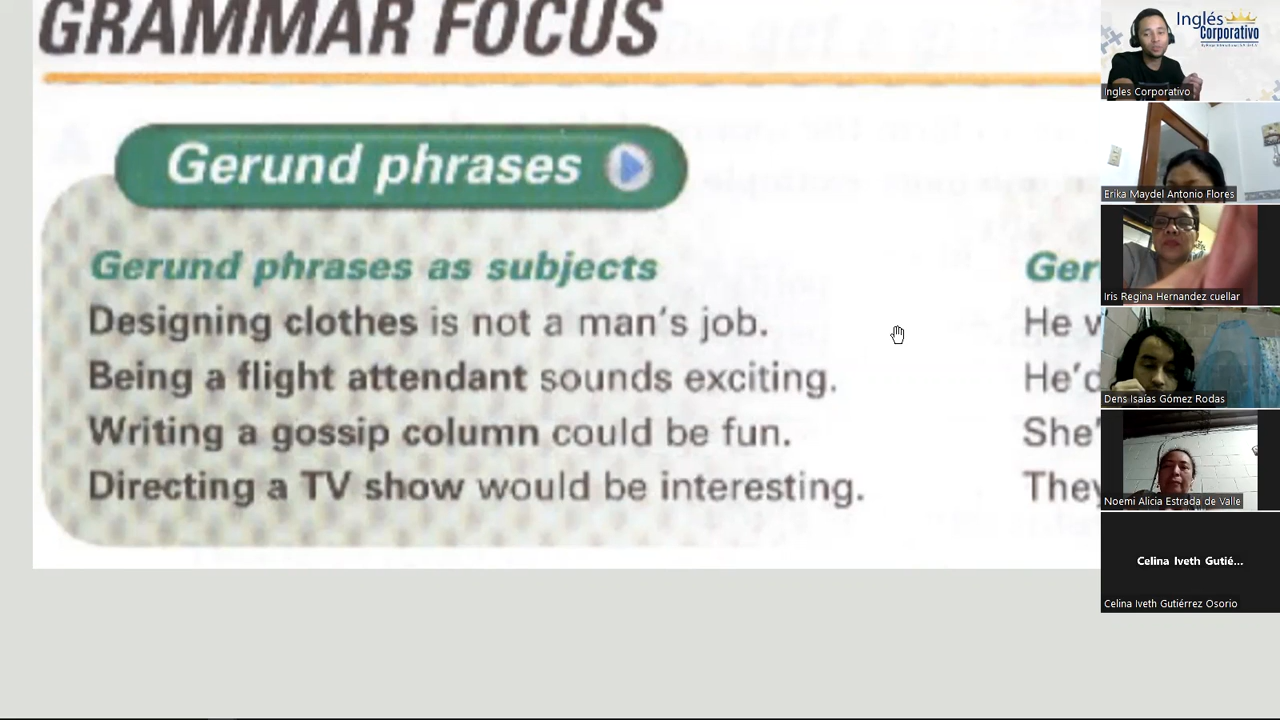 GRAMMAR FOCUS
Gerund phrases
Gerund phrases as subjects
Designing clothes is not a man's job.
Being a flight attendant sounds exciting.
Writing a gossip column could be fun.
Directing a TV show would be interesting.
He
He'd
She'
They
Inglés
Corporativo
Ingles Corporativo
Erika Maydel Antonio Flores
Iris Regina Hernandez cuellar
Dens Isaías Gómez Rodas
Noemi Alicia Estrada de Valle
Celina Iveth Gutié...
Celina Iveth Gutiérrez Osorio